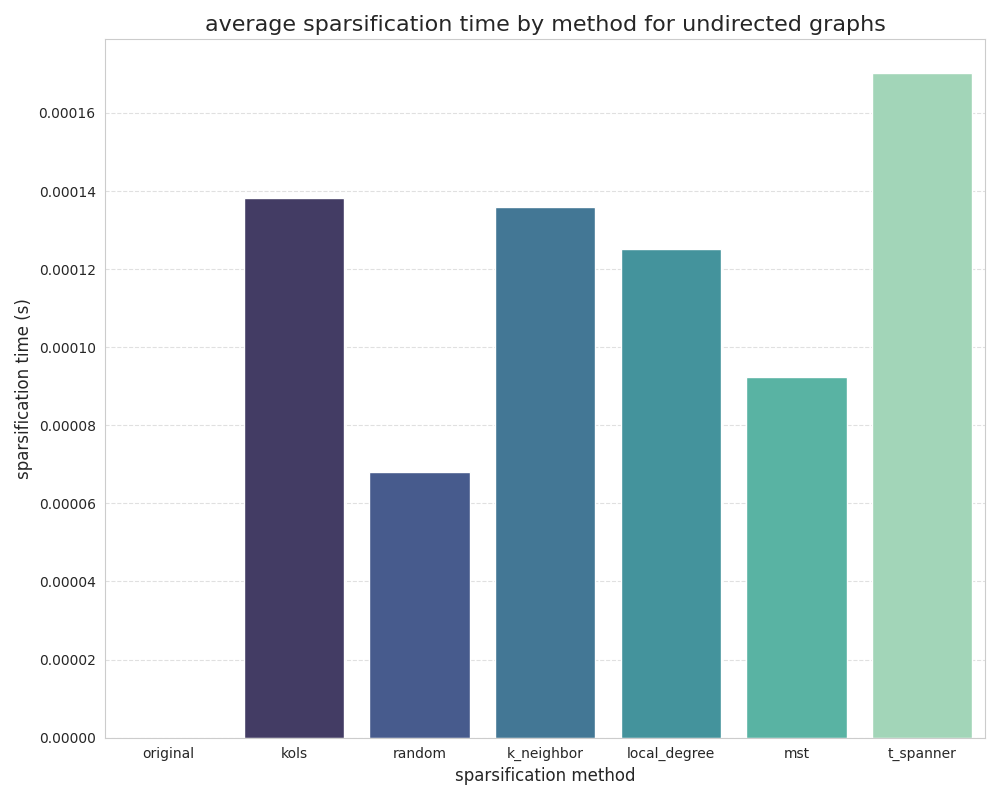 average sparsification time by method for undirected graphs
sparsification time (s)
0.00016
0.00014
0.00012
0.00010
0.00008
0.00006
0.00004
0.00002
0.00000
original kols random k_neighbor local_degree mst t_spanner
sparsification method